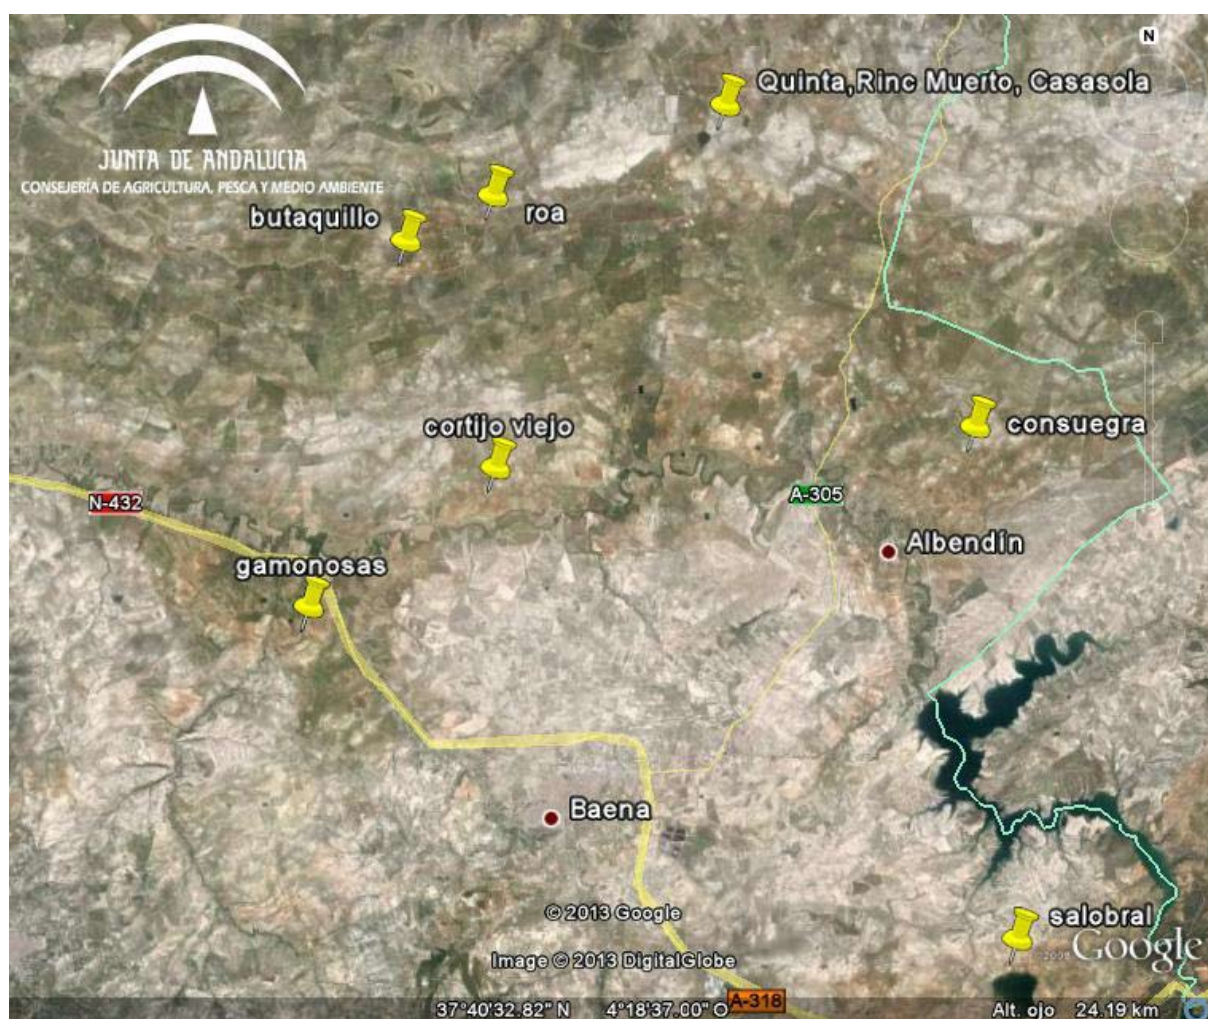 N
Quinta,Rinc Muerto, Casasola
JUNTA DE ANDALUCIA
CONSEJERÍA DE AGRICULTURA, PESCA Y MEDIO AMBIENTE
butaquillo
roa
cortijo viejo
consuegra
N-432
A-305
Albendín
gamonosas
Baena
© 2013 Google
salobral
Google
© 2009
Image © 2013 DigitalGlobe
37°40'32.82" N 4°18'37.00" O
A-318
Alt. ojo 24.19 km